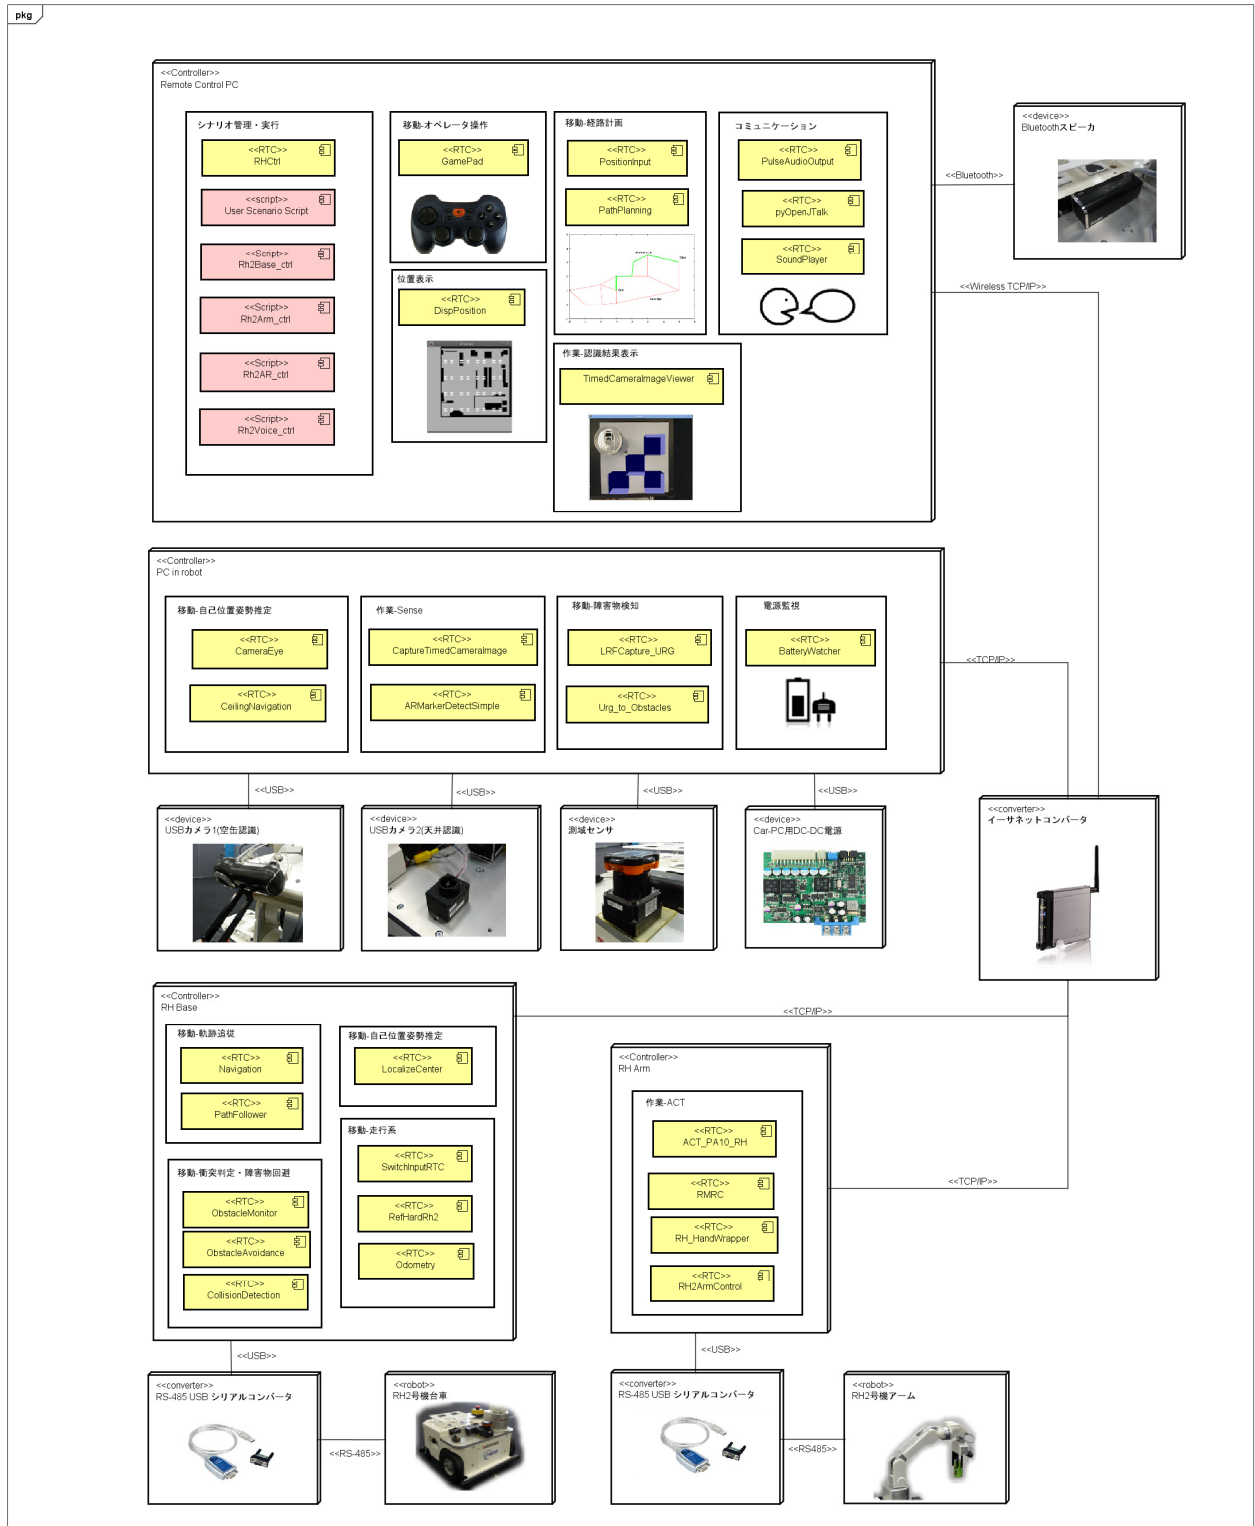 pkg
<<Controller>>
Remote Control PC
シナリオ管理・実行
<<RTC>>
RHCtrl
<<script>>
User Scenario Script
<<Script>>
Rh2Base_ctrl
<<Script>>
Rh2Arm_ctrl
<<Script>>
Rh2AR_ctrl
<<Script>>
Rh2Voice_ctrl
移動-オペレータ操作
<<RTC>>
GamePad
位置表示
<<RTC>>
DispPosition
移動-経路計画
<<RTC>>
PositionInput
<<RTC>>
PathPlanning
作業-認識結果表示
TimedCameraImageViewer
コミュニケーション
<<RTC>>
PulseAudioOutput
<<RTC>>
pyOpenJTalk
<<RTC>>
SoundPlayer
<<Bluetooth>>
<<device>>
Bluetoothスピーカ
<<Wireless TCP/IP>>
<<Controller>>
PC in robot
移動-自己位置姿勢推定
<<RTC>>
CameraEye
<<RTC>>
CeilingNavigation
作業-Sense
<<RTC>>
CaptureTimedCameraImage
<<RTC>>
ARMarkerDetectSimple
移動-障害物検知
<<RTC>>
LRFCapture_URG
<<RTC>>
Urg_to_Obstacles
電源監視
<<RTC>>
BatteryWatcher
<<TCP/IP>>
<<USB>>
<<USB>>
<<USB>>
<<USB>>
<<device>>
USBカメラ1(空缶認識)
<<device>>
USBカメラ2(天井認識)
<<device>>
測域センサ
<<device>>
Car-PC用DC-DC電源
<<converter>>
イーサネットコンバータ
<<Controller>>
RH Base
移動-軌跡追従
<<RTC>>
Navigation
<<RTC>>
PathFollower
移動-衝突判定・障害物回避
<<RTC>>
ObstacleMonitor
<<RTC>>
ObstacleAvoidance
<<RTC>>
CollisionDetection
移動-自己位置姿勢推定
<<RTC>>
LocalizeCenter
移動-走行系
<<RTC>>
SwitchInputRTC
<<RTC>>
RefHardRh2
<<RTC>>
Odometry
<<TCP/IP>>
<<Controller>>
RH Arm
作業-ACT
<<RTC>>
ACT_PA10_RH
<<RTC>>
RMRC
<<RTC>>
RH_HandWrapper
<<RTC>>
RH2ArmControl
<<TCP/IP>>
<<USB>>
<<USB>>
<<converter>>
RS-485 USB シリアルコンバータ
<<RS-485>>
<<robot>>
RH2号機台車
<<converter>>
RS-485 USB シリアルコンバータ
<<RS485>>
<<robot>>
RH2号機アーム